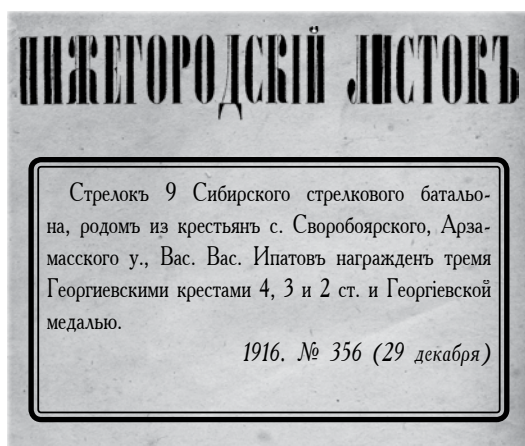 НИЖЕГОРОДСКІЙ ЛИСТОКЪ
Стрелокъ 9 Сибирского стрелкового батальо-
на, родомъ из крестьянъ с. Своробоярского, Арза-
масского у., Вас. Вас. Ипатовъ награжденъ тремя
Георгиевскими крестами 4, 3 и 2 ст. и Георгіевской
медалью.
1916. № 356 (29 декабря)